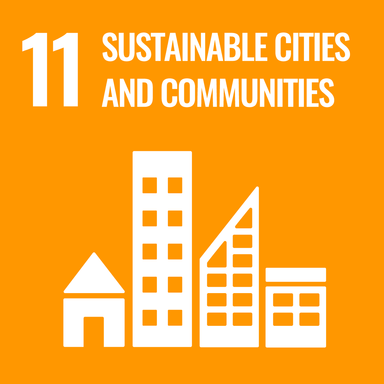 11 SUSTAINABLE CITIES
AND COMMUNITIES